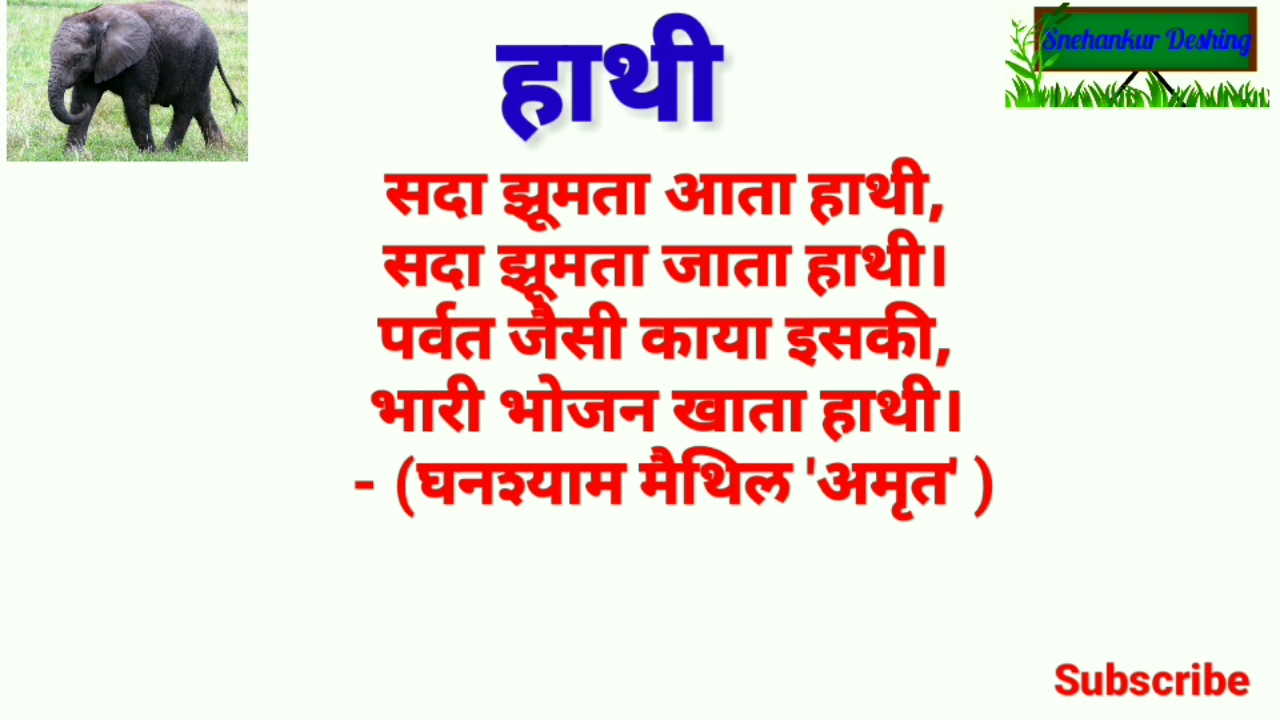 हाथी
Snehankur Deshing
सदा झूमता आता हाथी,
सदा झूमता जाता हाथी।
पर्वत जैसी काया इसकी,
भारी भोजन खाता हाथी।
- (घनश्याम मैथिल 'अमृत' )
Subscribe